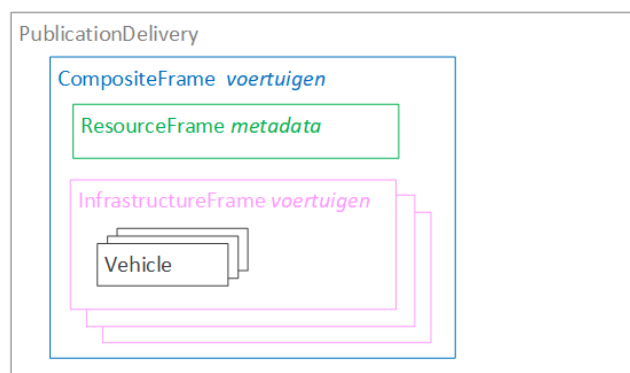 PublicationDelivery
CompositeFrame voertuigen
ResourceFrame metadata
InfrastructureFrame voertuigen
Vehicle